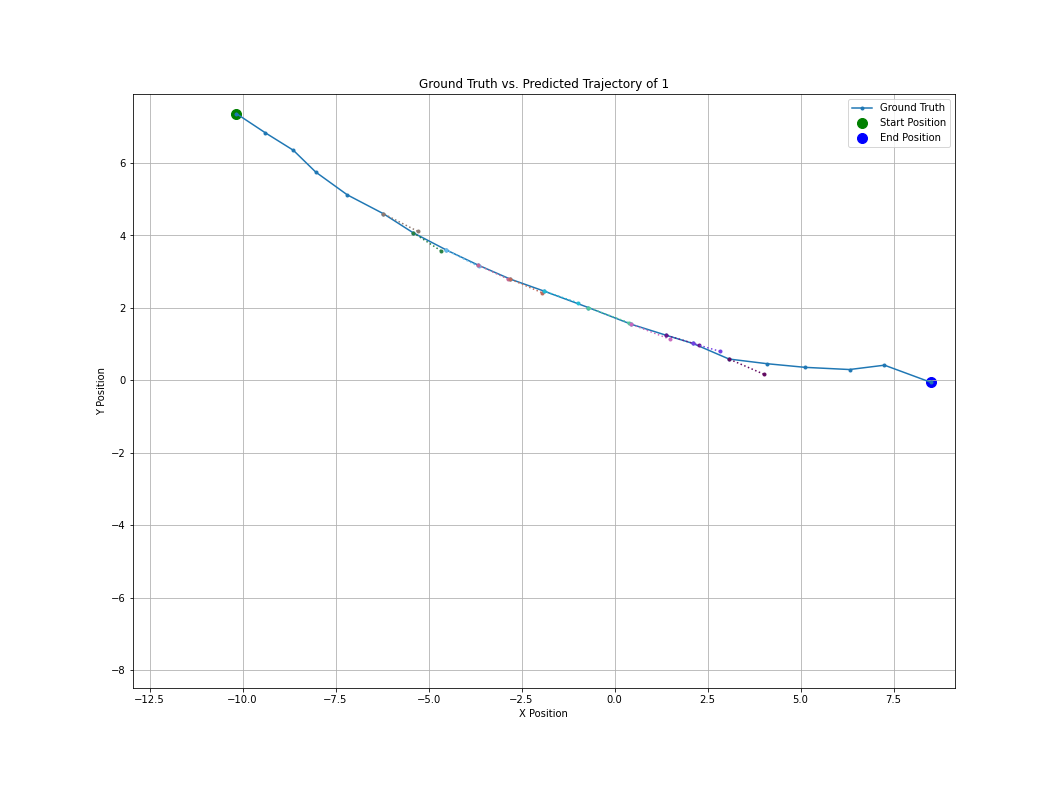 Ground Truth vs. Predicted Trajectory of 1
Ground Truth
Start Position
End Position
Y Position
6
4
2
0
−2
−4
−6
−8
−12.5 −10.0 −7.5 −5.0 −2.5 0.0 2.5 5.0 7.5
X Position